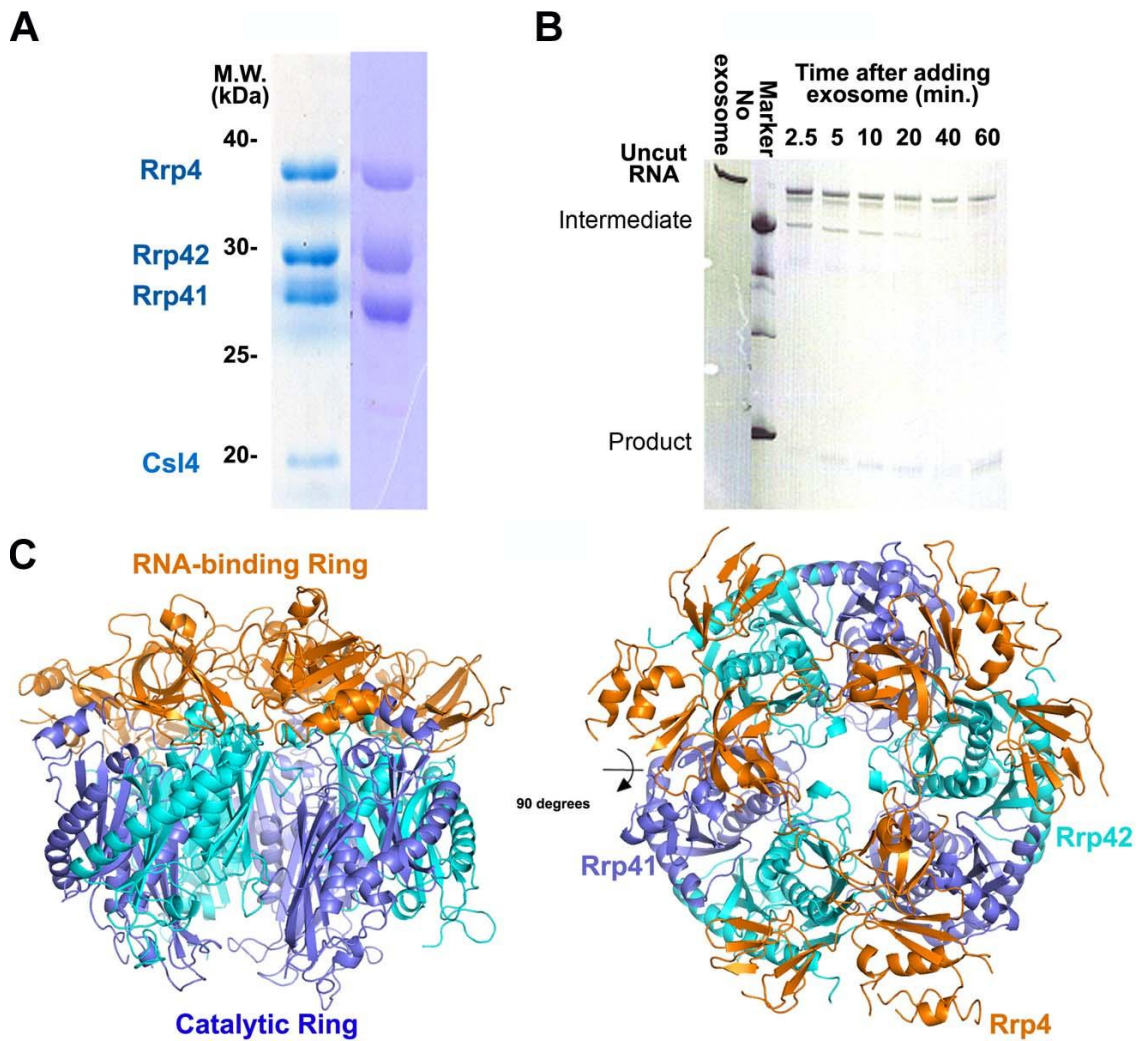 A
M.W.
(kDa)
40-
Rrp4
30-
Rrp42
Rrp41
25-
20-
Csl4
B
No
exosome
Marker
Time after adding
exosome (min.)
2.5 5 10 20 40 60
Uncut
RNA
Intermediate
Product
C
RNA-binding Ring
Catalytic Ring
90 degrees
Rrp41
Rrp42
Rrp4